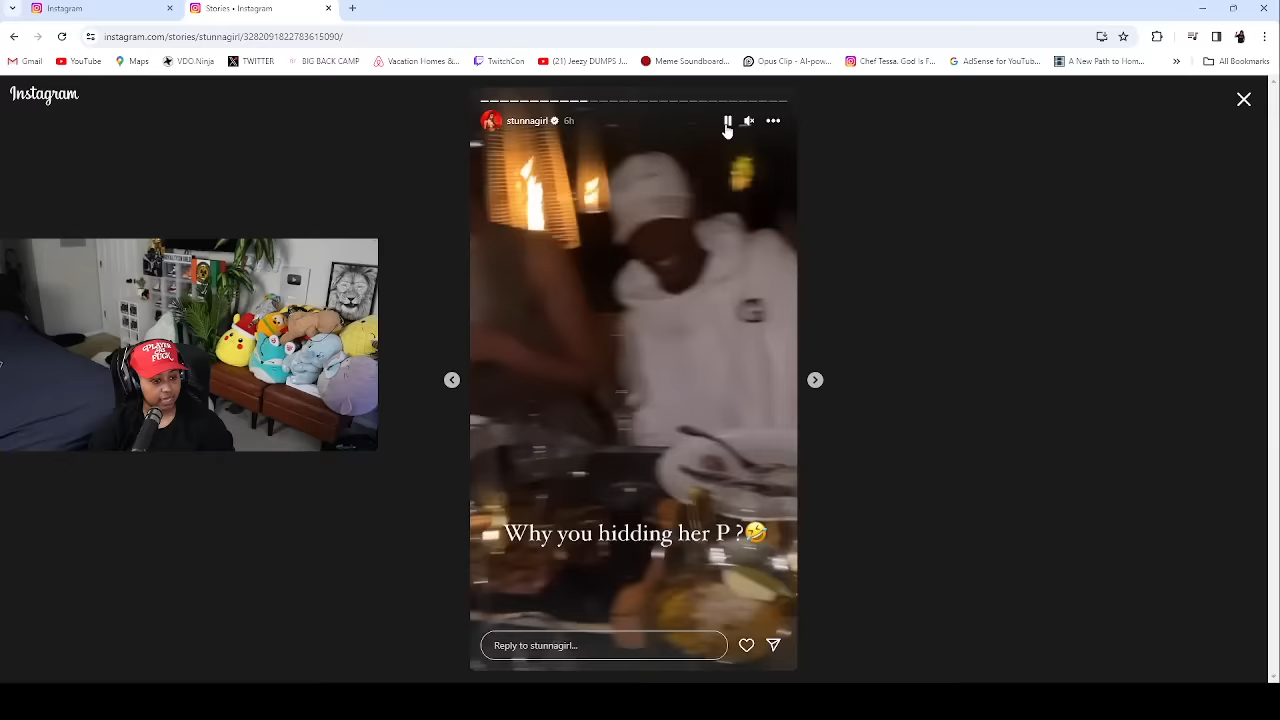 Instagram
Stories • Instagram
instagram.com/stories/stunnagirl/3282091822783615090/
Gmail
YouTube
Maps
VDO.Ninja
TWITTER
BIG BACK CAMP
Vacation Homes &...
TwitchCon
(21) Jeezy DUMPS J...
Meme Soundboard...
Opus Clip - AI-pow...
Chef Tessa. God is F...
AdSense for YouTub...
A New Path to Hom...
»
All Bookmarks
Instagram
stunnagirl 6h
Why you hidding her P ?🤣
Reply to stunnagirl...